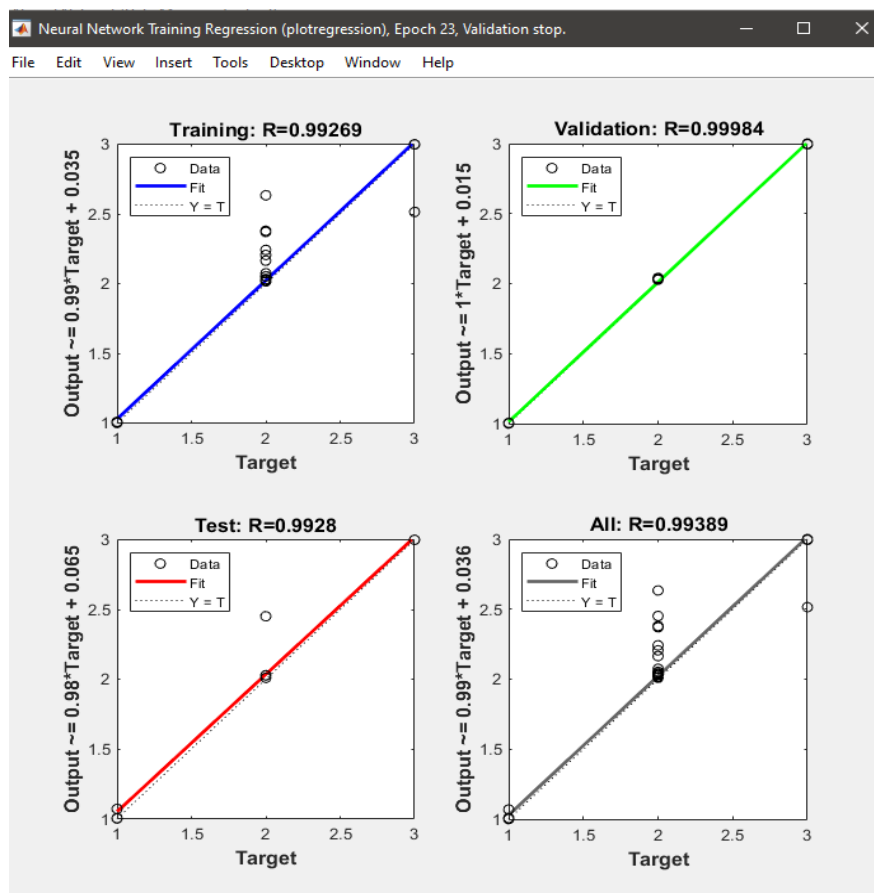 Neural Network Training Regression (plotregression), Epoch 23, Validation stop.
File Edit View Insert Tools Desktop Window Help
Training: R=0.99269
Output ~= 0.99*Target + 0.035
3
2.5
2
1.5
1
Data
Fit
Y = T
1 1.5 2 2.5 3
Target
Validation: R=0.99984
Output ~= 1*Target + 0.015
3
2.5
2
1.5
1
Data
Fit
Y = T
1 1.5 2 2.5 3
Target
Test: R=0.9928
Output ~= 0.98*Target + 0.065
3
2.5
2
1.5
1
Data
Fit
Y = T
1 1.5 2 2.5 3
Target
All: R=0.99389
Output ~= 0.99*Target + 0.036
3
2.5
2
1.5
1
Data
Fit
Y = T
1 1.5 2 2.5 3
Target